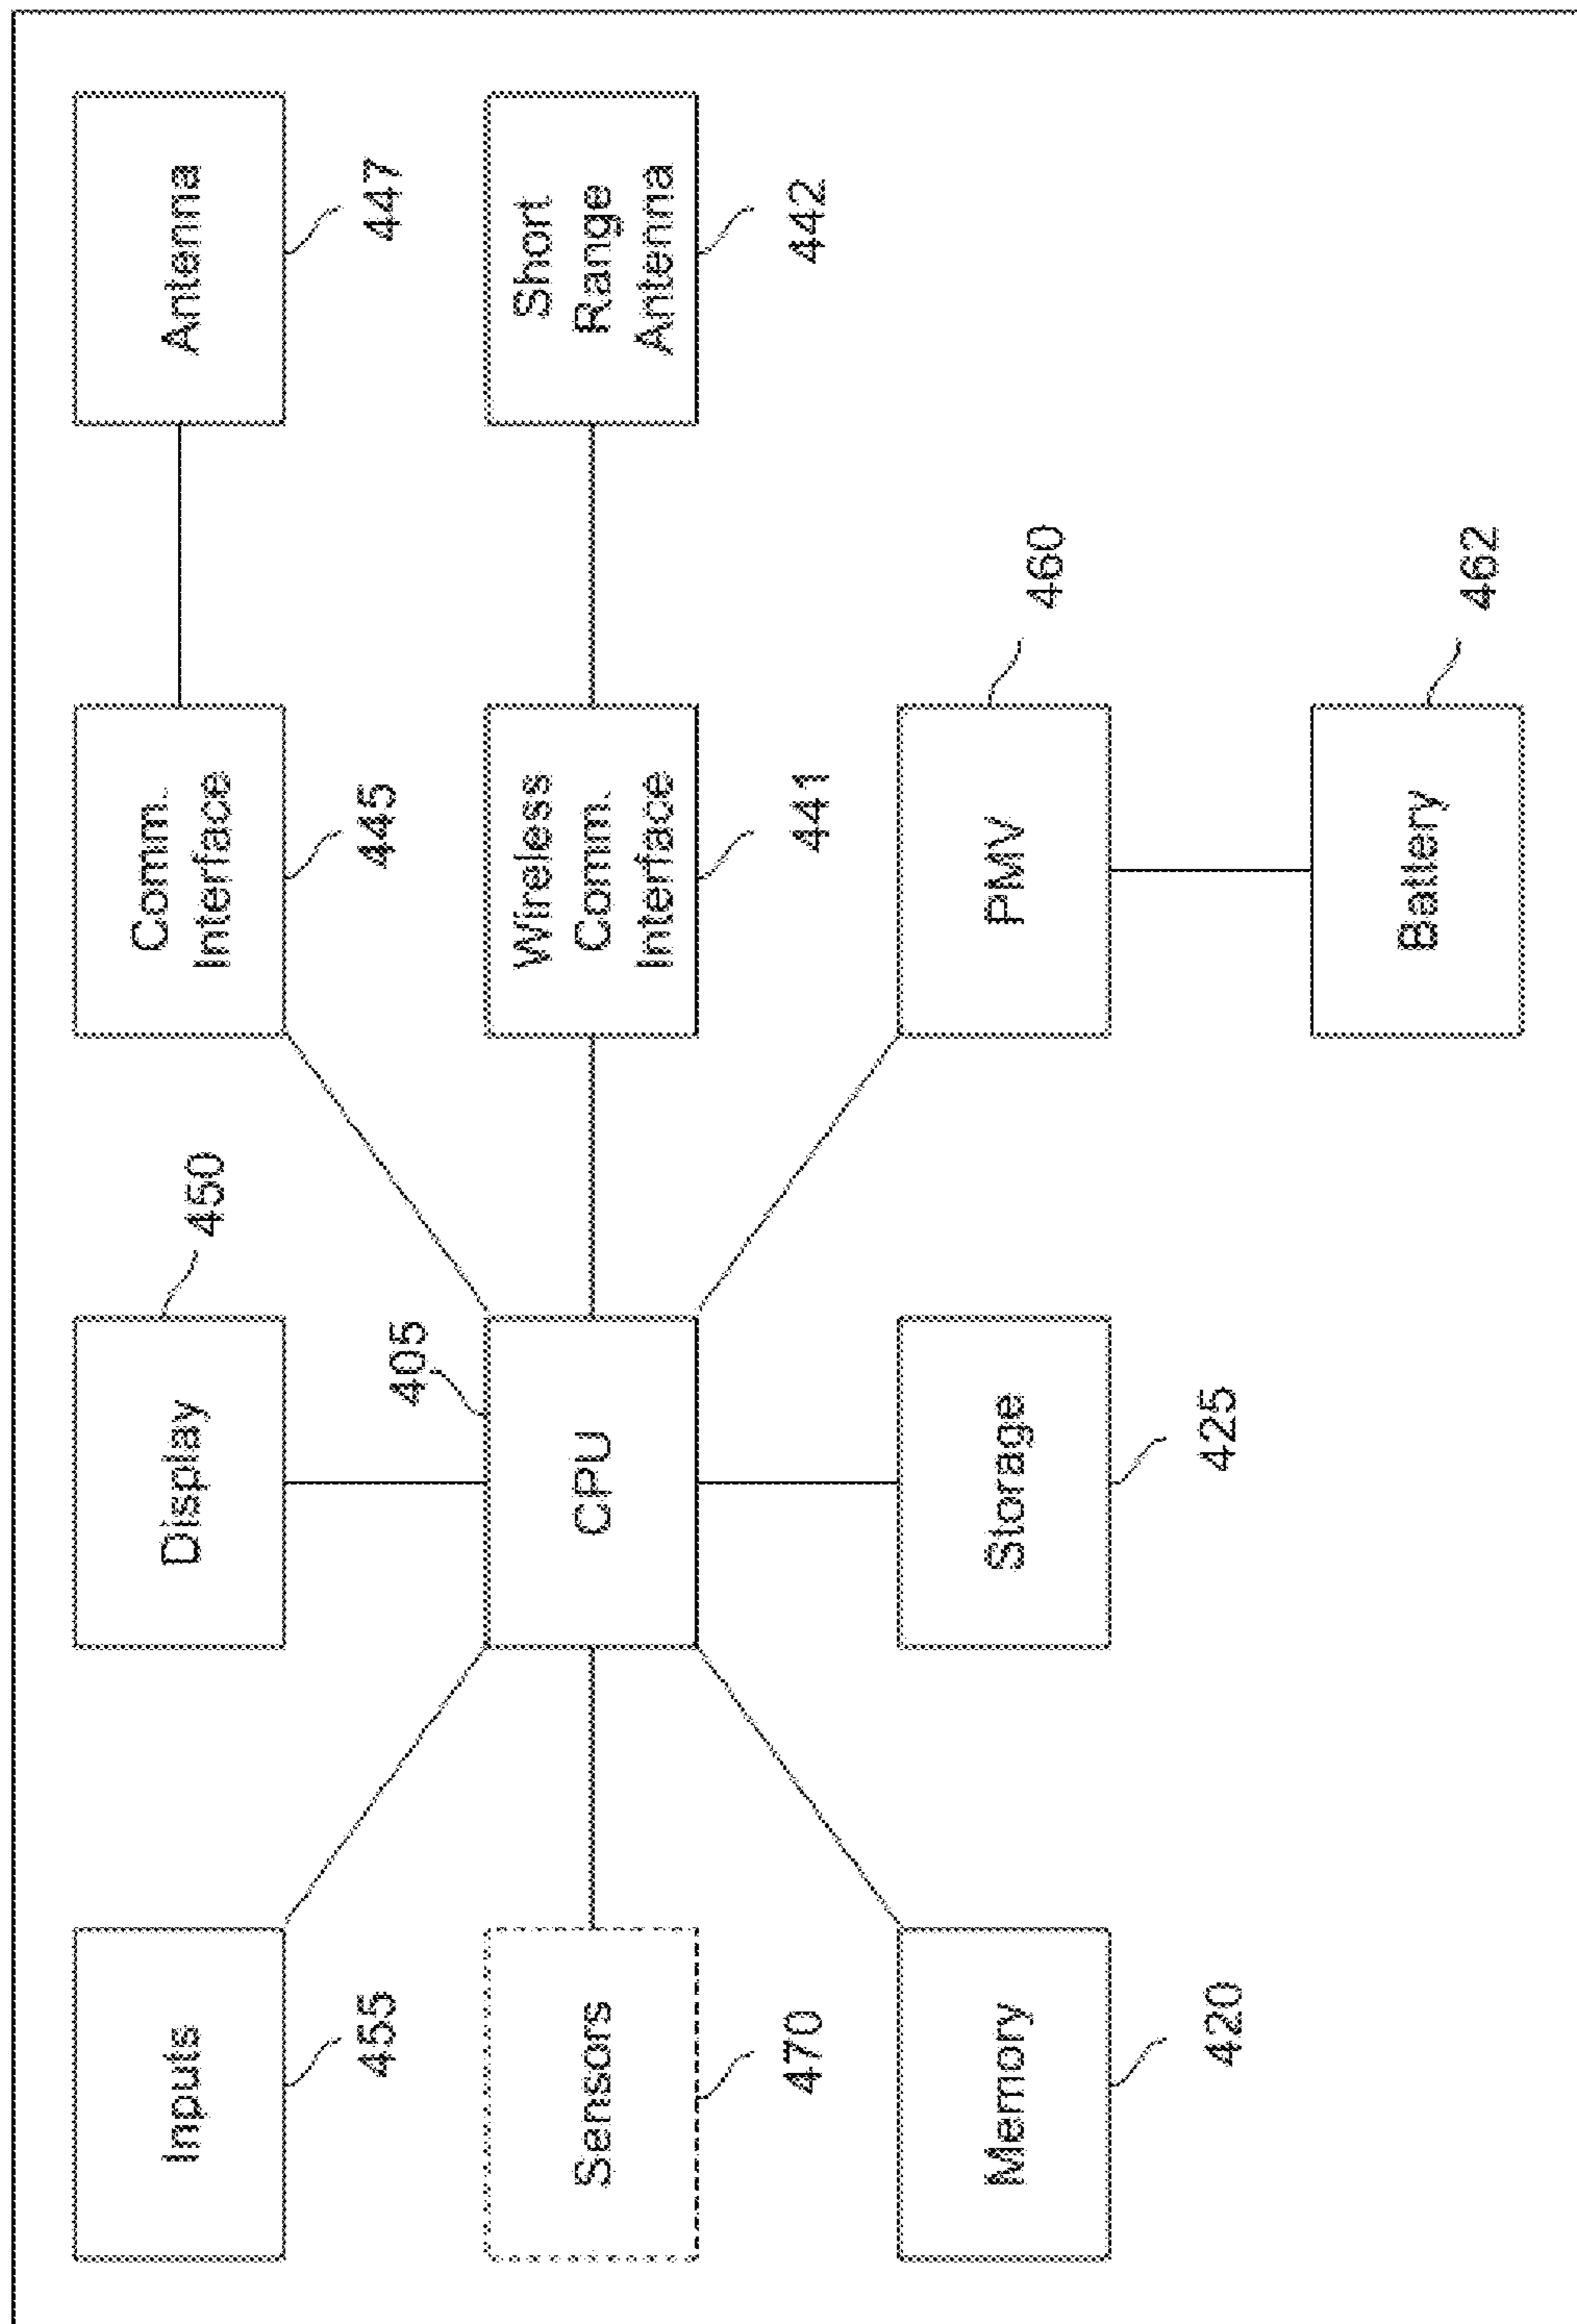 Inputs
455
Display
450
Comm.
Interface
445
Antenna
447
Sensors
470
CPU
405
Wireless
Comm.
Interface
441
Short
Range
Antenna
442
Memory
420
Storage
425
PMV
460
Battery
462